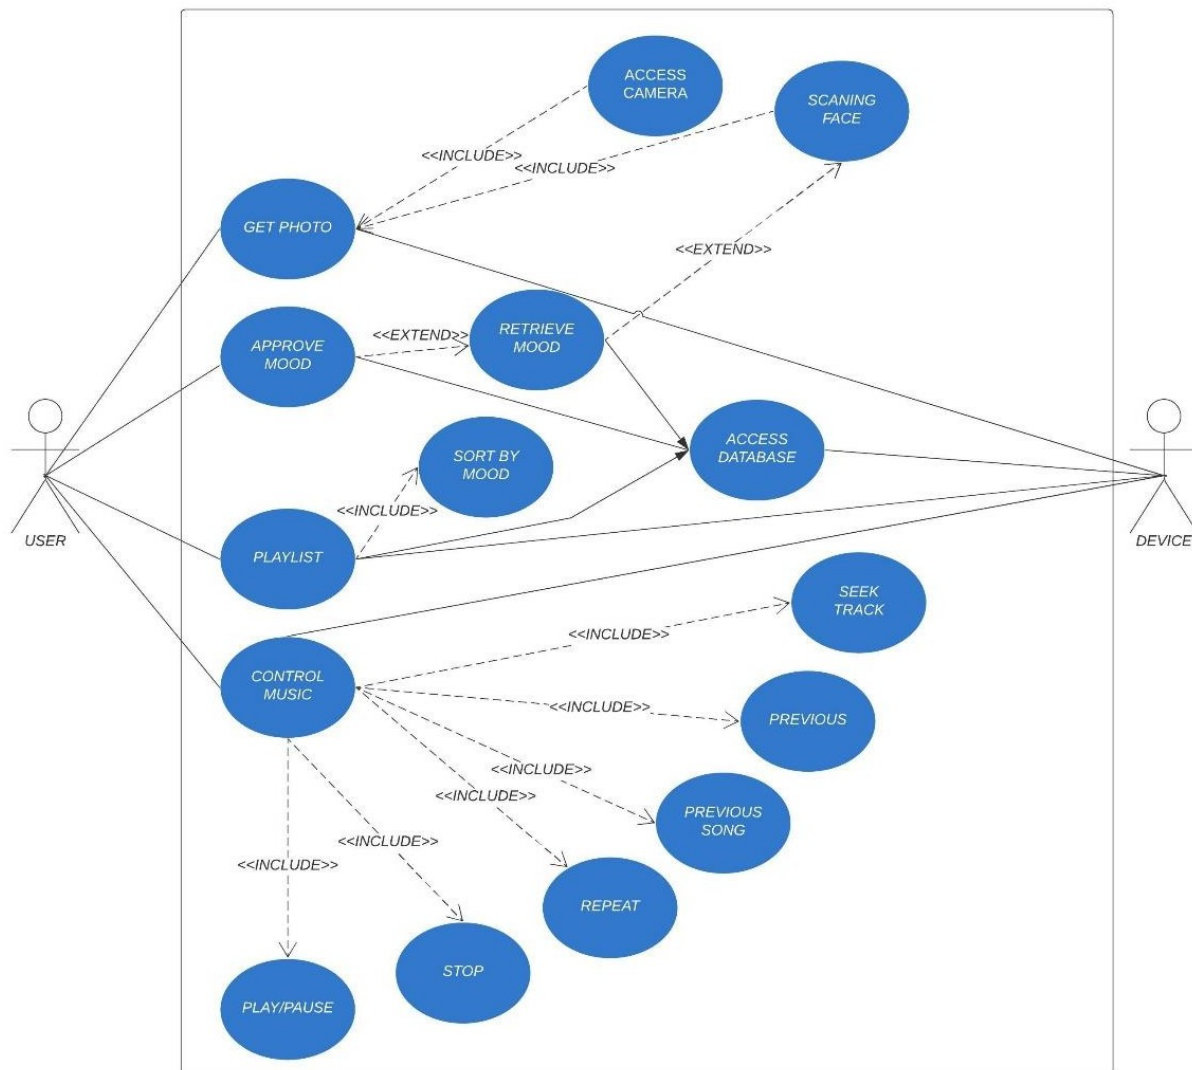 ACCESS
CAMERA
SCANING
FACE
<<INCLUDE>>
<<INCLUDE>>
GET PHOTO
<<EXTEND>>
APPROVE
MOOD
<<EXTEND>>
RETRIEVE
MOOD
SORT BY
MOOD
ACCESS
DATABASE
<<INCLUDE>>
USER
DEVICE
PLAYLIST
SEEK
TRACK
<<INCLUDE>>
CONTROL
MUSIC
<<INCLUDE>>
PREVIOUS
<<INCLUDE>>
<<INCLUDE>>
PREVIOUS
SONG
<<INCLUDE>>
<<INCLUDE>>
REPEAT
STOP
PLAY/PAUSE